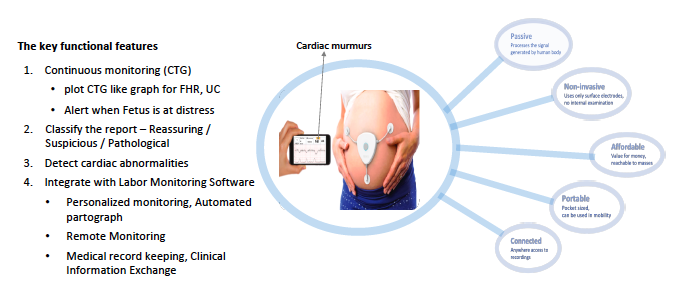 The key functional features
1. Continuous monitoring (CTG)
• plot CTG like graph for FHR, UC
• Alert when Fetus is at distress
2. Classify the report – Reassuring /
Suspicious / Pathological
3. Detect cardiac abnormalities
4. Integrate with Labor Monitoring Software
• Personalized monitoring, Automated
partograph
• Remote Monitoring
• Medical record keeping, Clinical
Information Exchange
Cardiac murmurs
Passive
Processes the signal
generated by human body
Non-invasive
Uses only surface electrodes,
no internal examination
Affordable
Value for money,
reachable to masses
Portable
Pocket sized,
can be used in mobility
Connected
Anywhere access to
recordings